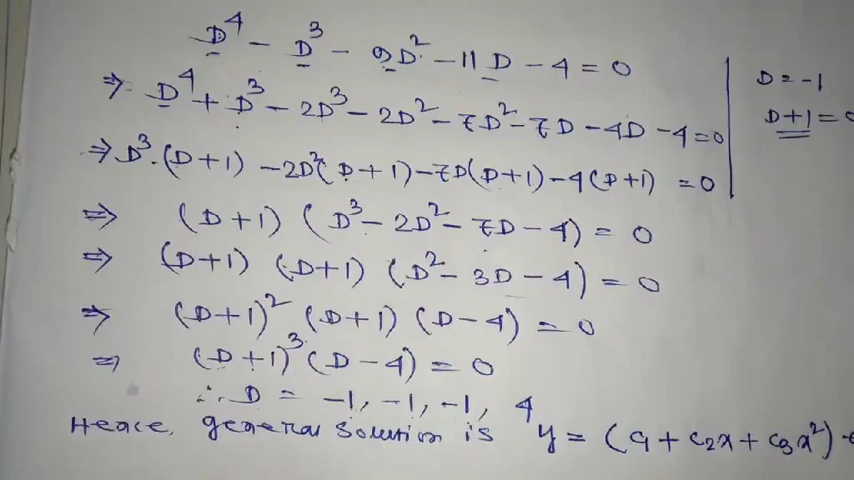 D⁴ - D³ - 9D² - 11D - 4 = 0
⇒ D⁴ + D³ - 2D³ - 2D² - 7D² - 7D - 4D - 4 = 0
⇒ D³.(D+1) - 2D²(D+1) - 7D(D+1) - 4(D+1) = 0
⇒ (D+1) (D³ - 2D² - 7D - 4) = 0
⇒ (D+1) (D+1) (D² - 3D - 4) = 0
⇒ (D+1)² (D+1) (D-4) = 0
⇒ (D+1)³ (D-4) = 0
∴ D = -1, -1, -1, 4
Hence, general solution is y = (c₁ + c₂x + c₃x²)
D = -1
D+1 = 0